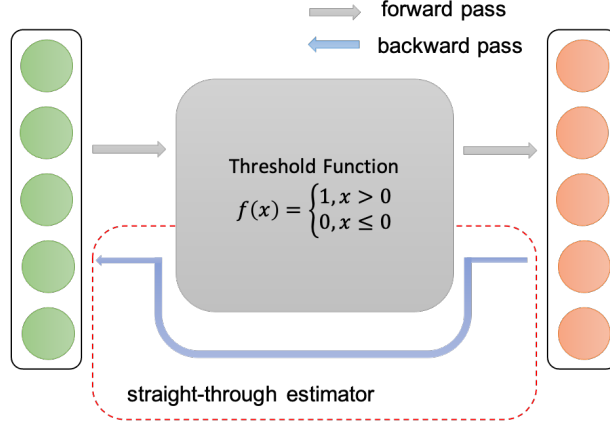 forward pass
backward pass
Threshold Function
f(x) = {1, x > 0
0, x ≤ 0
straight-through estimator